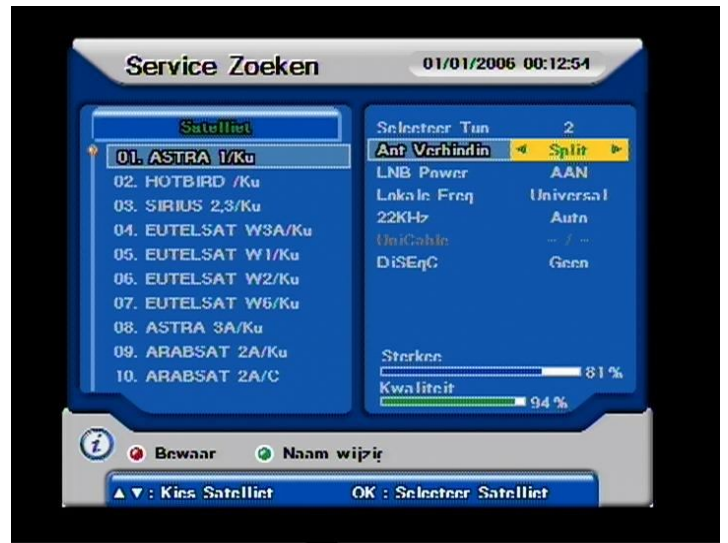 Service Zoeken
01/01/2006 00:12:54
Satelliet
01. ASTRA 1/Ku
02. HOTBIRD /Ku
03. SIRIUS 2,3/Ku
04. EUTELSAT W3A/Ku
05. EUTELSAT W1/Ku
06. EUTELSAT W2/Ku
07. EUTELSAT W6/Ku
08. ASTRA 3A/Ku
09. ARABSAT 2A/Ku
10. ARABSAT 2A/C
Selecteer Tun 2
Ant Verbindin ◀ Split ▶
LNB Power AAN
Lokale Freq Universal
22KHz Auto
UniCable -- / --
DiSEqC Geen
Sterkee
81 %
Kwaliteit
94 %
i Bewaar Naam wijzig
▲ ▼ : Kies Satelliet OK : Selecteer Satelliet